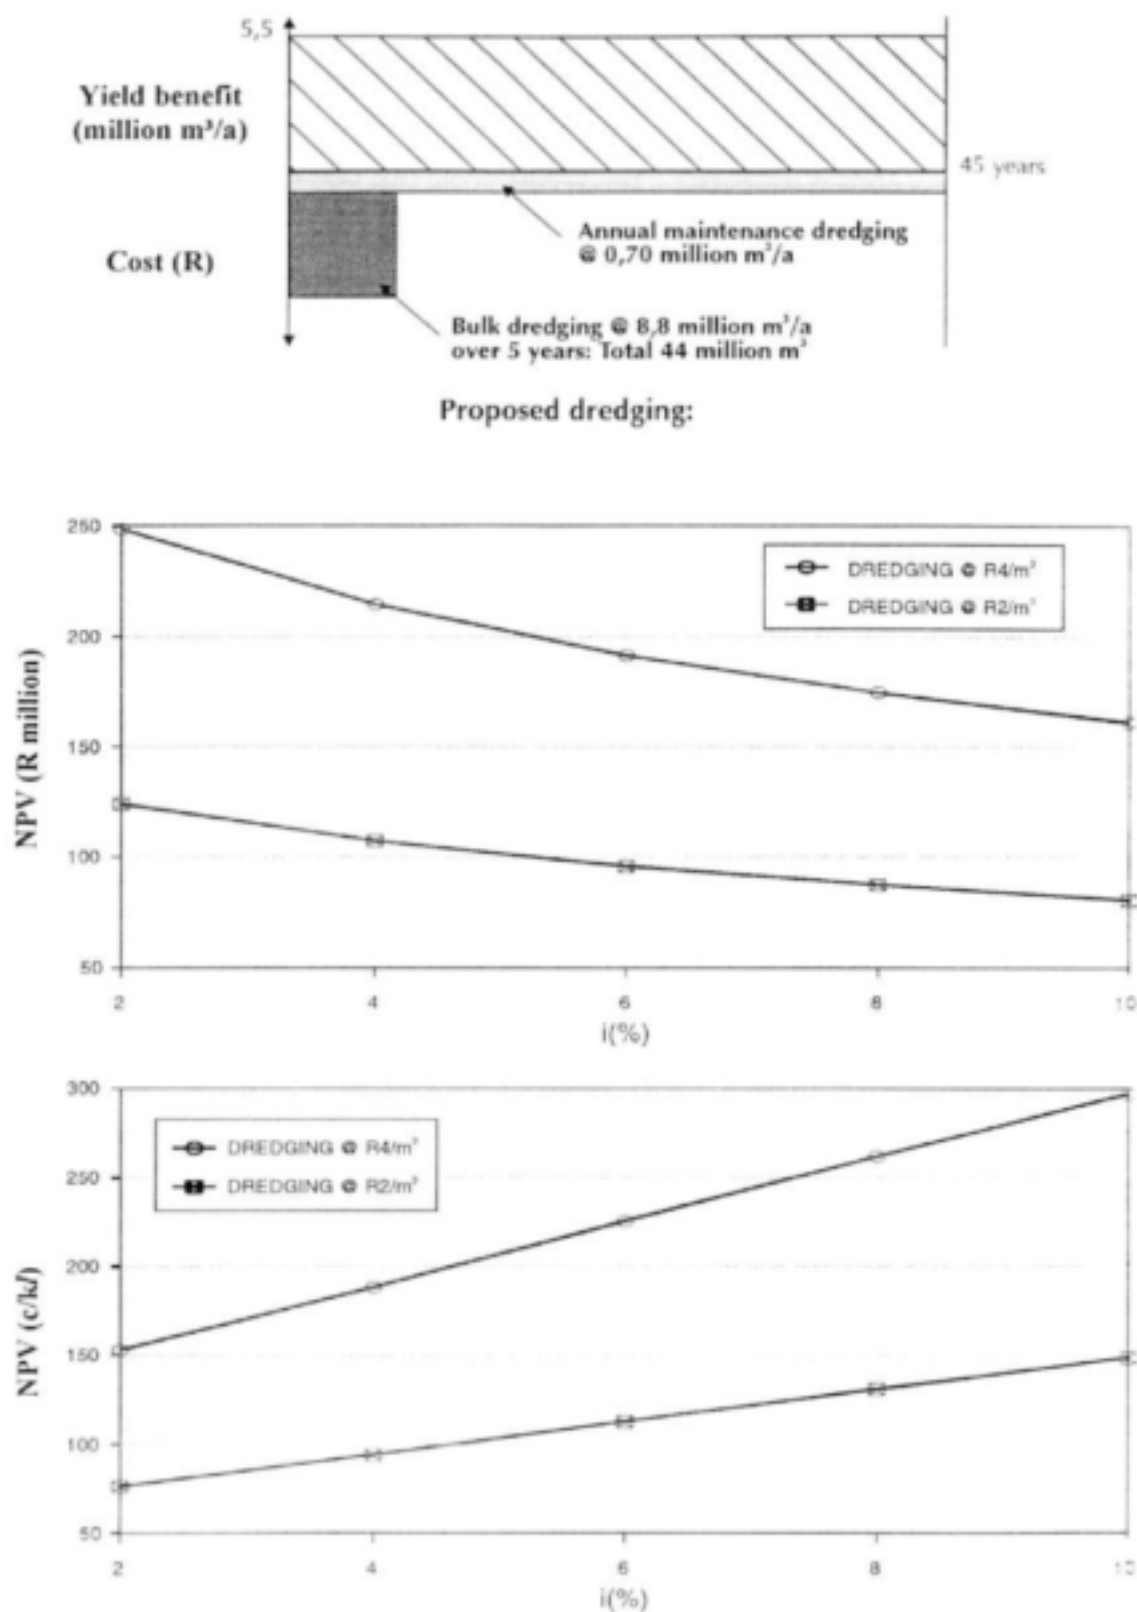 5,5
Yield benefit
(million m³/a)
45 years
Annual maintenance dredging
@ 0,70 million m³/a
Cost (R)
Bulk dredging @ 8,8 million m³/a
over 5 years: Total 44 million m³
Proposed dredging:
250
200
150
100
50
NPV (R million)
DREDGING @ R4/m³
DREDGING @ R2/m³
2 4 6 8 10
i(%)
300
250
200
150
100
50
NPV (c/kl)
DREDGING @ R4/m³
DREDGING @ R2/m³
2 4 6 8 10
i(%)